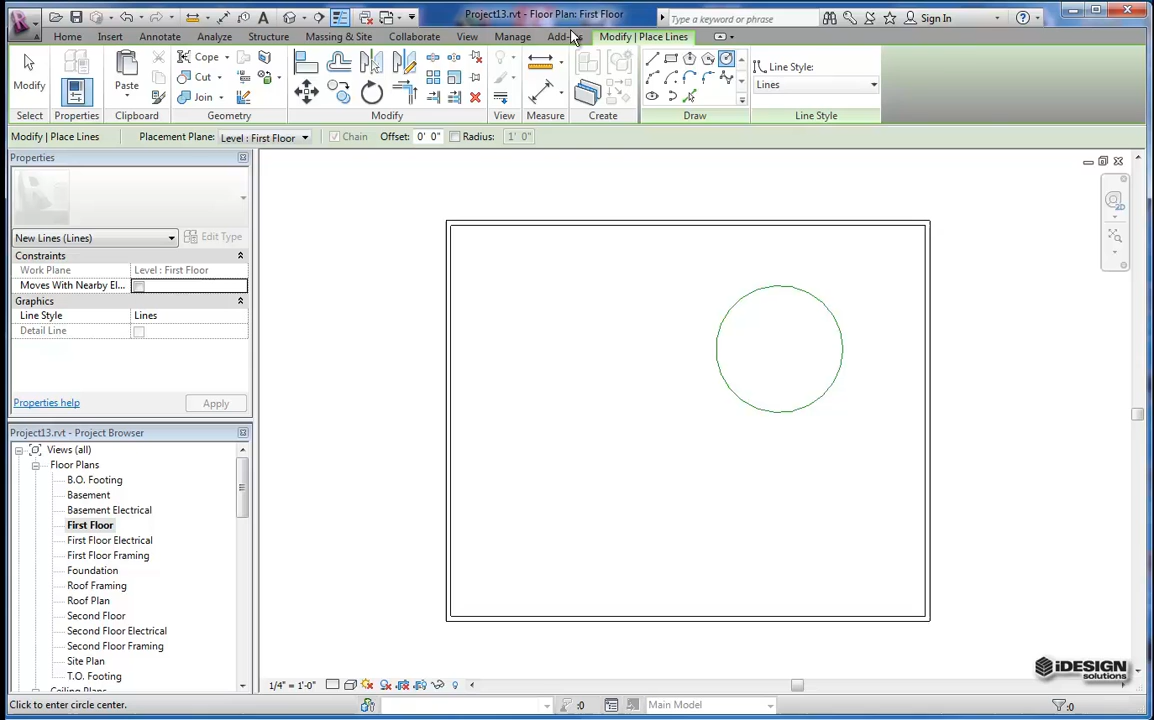 Project13.rvt - Floor Plan: First Floor
Type a keyword or phrase
Sign In
Home Insert Annotate Analyze Structure Massing & Site Collaborate View Manage Modify | Place Lines
Modify
Paste
Cope
Cut
Join
Line Style:
Lines
Select Properties Clipboard Geometry Modify View Measure Create Draw Line Style
Modify | Place Lines Placement Plane: Level : First Floor Chain Offset: 0' 0" Radius: 1' 0"
Properties
New Lines (Lines) Edit Type
Constraints
Work Plane Level : First Floor
Moves With Nearby El...
Graphics
Line Style Lines
Detail Line
Properties help Apply
Project13.rvt - Project Browser
Views (all)
Floor Plans
B.O. Footing
Basement
Basement Electrical
First Floor
First Floor Electrical
First Floor Framing
Foundation
Roof Framing
Roof Plan
Second Floor
Second Floor Electrical
Second Floor Framing
Site Plan
T.O. Footing
1/4" = 1'-0"
iDESIGN
solutions
Click to enter circle center. :0 Main Model :0